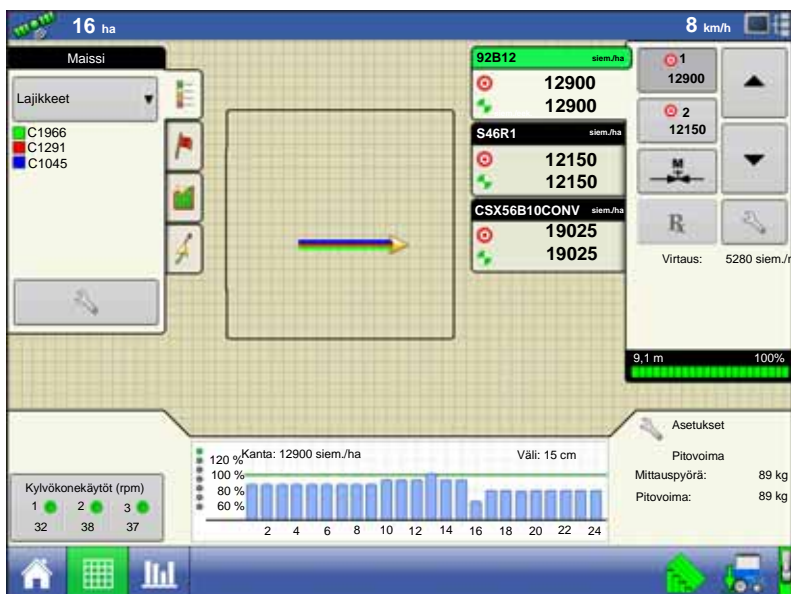 16 ha
8 km/h
Maissi
Lajikkeet
C1966
C1291
C1045
92B12 siem./ha
12900
12900
S46R1 siem./ha
12150
12150
CSX56B10CONV siem./ha
19025
19025
1
12900
2
12150
M
Rx
Virtaus: 5280 siem./r
9,1 m 100%
Kylvökonekäytöt (rpm)
1 2 3
32 38 37
Kanta: 12900 siem./ha Väli: 15 cm
120 %
100 %
80 %
60 %
2 4 6 8 10 12 14 16 18 20 22 24
Asetukset
Pitovoima
Mittauspyörä: 89 kg
Pitovoima: 89 kg